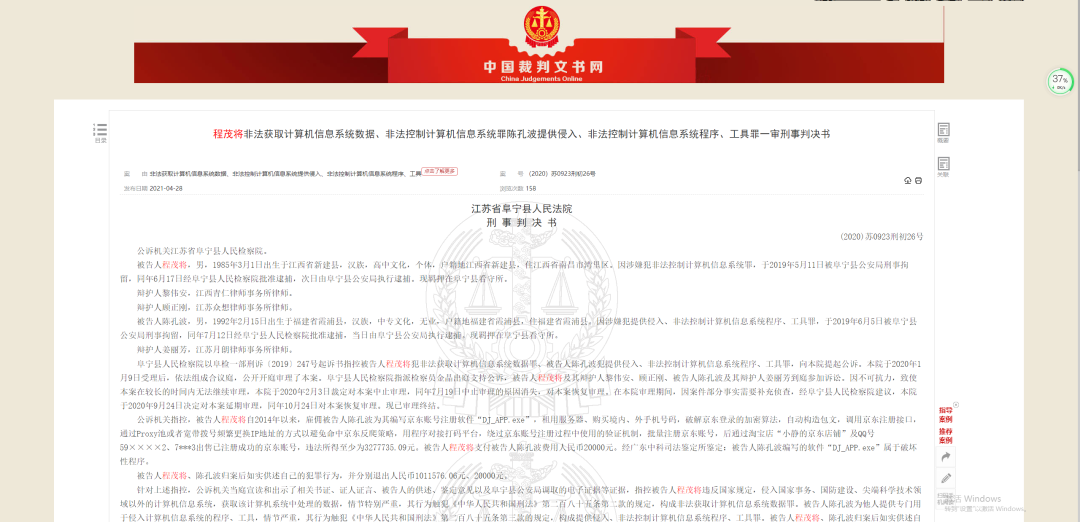 中国裁判文书网
China Judgements Online
37%
目录
概要
关联
程茂将非法获取计算机信息系统数据、非法控制计算机信息系统罪陈孔波提供侵入、非法控制计算机信息系统程序、工具罪一审刑事判决书
案 由 非法获取计算机信息系统数据、非法控制计算机信息系统提供侵入、非法控制计算机信息系统程序、工具 点击了解更多
案 号 （2020）苏0923刑初26号
发布日期 2021-04-28
浏览次数 158
江苏省阜宁县人民法院
刑 事 判 决 书
（2020）苏0923刑初26号
公诉机关江苏省阜宁县人民检察院。
被告人程茂将，男，1985年3月1日出生于江西省新建县，汉族，高中文化，个体，户籍地江西省新建县，住江西省南昌市湾里区。因涉嫌犯非法控制计算机信息系统罪，于2019年5月11日被阜宁县公安局刑事拘
留，同年6月17日经阜宁县人民检察院批准逮捕，次日由阜宁县公安局执行逮捕。现羁押在阜宁县看守所。
辩护人黎伟安，江西青仁律师事务所律师。
辩护人顾正刚，江苏众想律师事务所律师。
被告人陈孔波，男，1992年2月15日出生于福建省霞浦县，汉族，中专文化，无业，户籍地福建省霞浦县，住福建省霞浦县。因涉嫌犯提供侵入、非法控制计算机信息系统程序、工具罪，于2019年6月5日被阜宁县
公安局刑事拘留，同年7月12日经阜宁县人民检察院批准逮捕，当日由阜宁县公安局执行逮捕。现羁押在阜宁县看守所。
辩护人姜丽芳，江苏月朗律师事务所律师。
阜宁县人民检察院以阜检一部刑诉（2019）247号起诉书指控被告人程茂将犯非法获取计算机信息系统数据罪、被告人陈孔波犯提供侵入、非法控制计算机信息系统程序、工具罪，向本院提起公诉。本院于2020年1
月9日受理后，依法组成合议庭，公开开庭审理了本案。阜宁县人民检察院指派检察员金晶出庭支持公诉，被告人程茂将及其辩护人黎伟安、顾正刚，被告人陈孔波及其辩护人姜丽芳到庭参加诉讼。因不可抗力，致使
本案在较长的时间内无法继续审理，本院于2020年2月3日裁定对本案中止审理，同年7月19日中止审理的原因消失，对本案恢复审理。在本院审理期间，因案件部分事实需要补充侦查，经阜宁县人民检察院建议，本院
于2020年9月24日决定对本案延期审理，同年10月24日对本案恢复审理。现已审理终结。
公诉机关指控，被告人程茂将自2014年以来，雇佣被告人陈孔波为其编写京东账号注册软件“DJ_APP.exe”，利用服务器、购买境内、外手机号码，破解京东登录的加密算法，自动构造包文，调用京东注册接口，
通过Proxy池或者宽带拨号频繁更换IP地址的方式以避免命中京东反爬策略，用程序对接打码平台，绕过京东账号注册过程中使用的验证机制，批量注册京东账号，后通过淘宝店“小静的京东店铺”及QQ号
59××××2、7***3出售已注册成功的京东账号，违法所得至少为3277735.09元。被告人程茂将支付被告人陈孔波费用人民币20000元。经广东中科司法鉴定所鉴定：被告人陈孔波编写的软件“DJ_APP.exe”属于破坏
性程序。
被告人程茂将、陈孔波归案后如实供述自己的犯罪行为，并分别退出人民币1011576.06元、20000元。
针对上述指控，公诉机关当庭宣读和出示了相关书证、证人证言、被告人的供述、鉴定意见以及阜宁县公安局调取的电子证据等证据，指控被告人程茂将违反国家规定，侵入国家事务、国防建设、尖端科学技术领
域以外的计算机信息系统，获取该计算机系统中处理的数据，情节特别严重，其行为触犯《中华人民共和国刑法》第二百八十五条第二款的规定，构成非法获取计算机信息系统数据罪、被告人陈孔波为他人提供专门用
于侵入计算机信息系统的程序、工具，情节严重，其行为触犯《中华人民共和国刑法》第二百八十五条第三款的规定，构成提供侵入、非法控制计算机信息系统程序、工具罪。被告人程茂将、陈孔波归案后如实供述自
指导
案例
推荐
案例
激活 Windows
转到"设置"以激活 Windows。